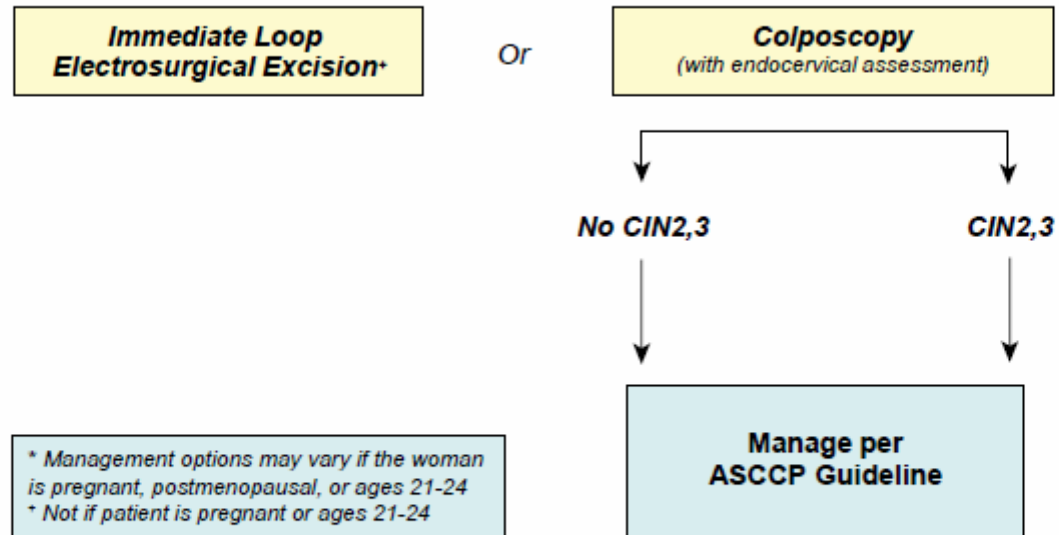 Immediate Loop
Electrosurgical Excision⁺
Or
Colposcopy
(with endocervical assessment)
No CIN2,3
CIN2,3
Manage per
ASCCP Guideline
* Management options may vary if the woman
is pregnant, postmenopausal, or ages 21-24
⁺ Not if patient is pregnant or ages 21-24